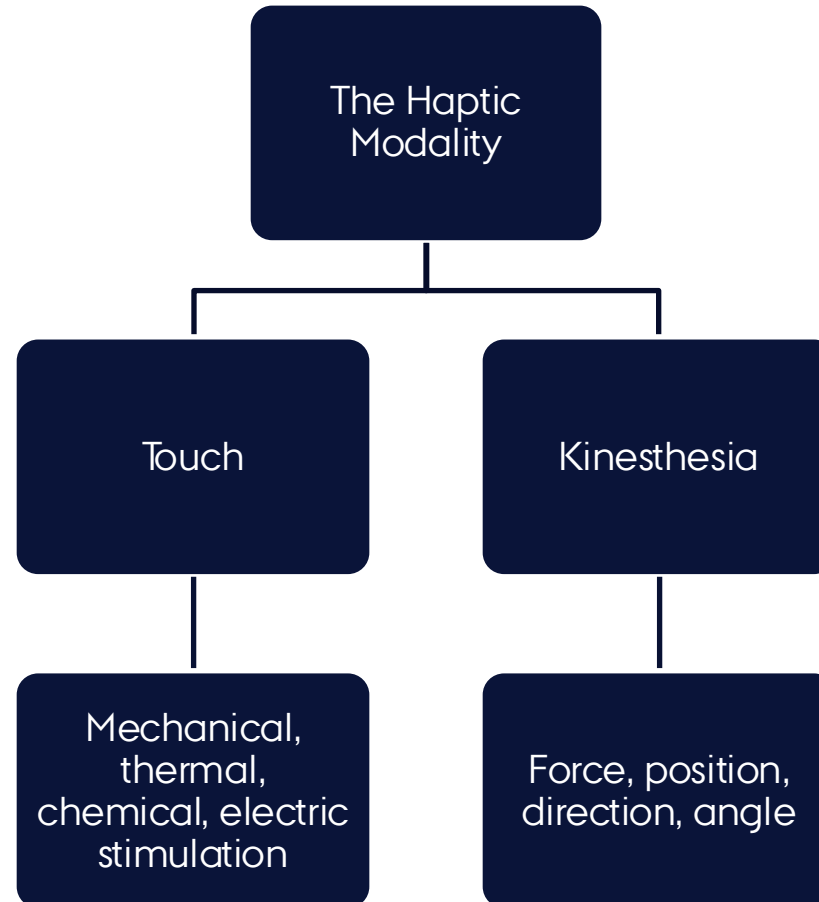 The Haptic
Modality
Touch
Kinesthesia
Mechanical,
thermal,
chemical, electric
stimulation
Force, position,
direction, angle